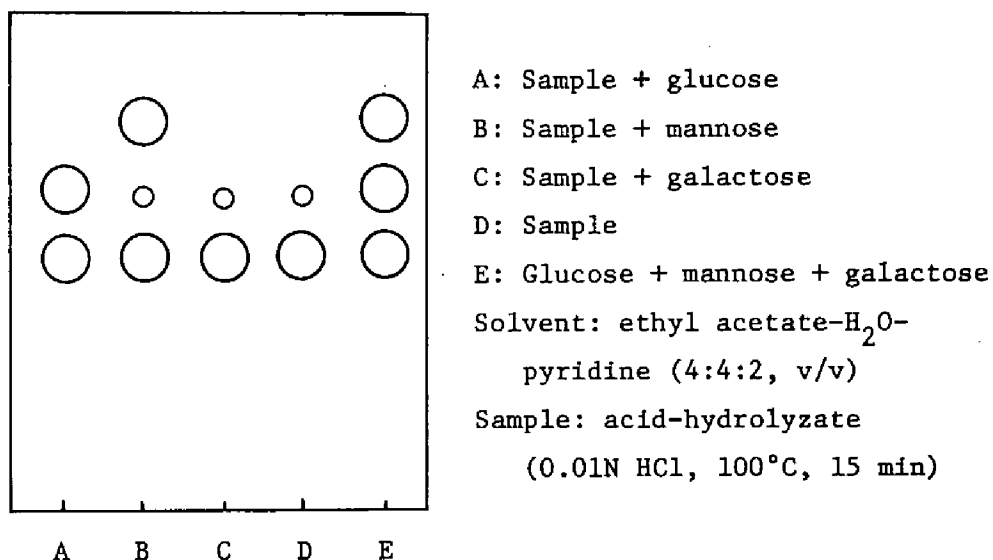 A: Sample + glucose
B: Sample + mannose
C: Sample + galactose
D: Sample
E: Glucose + mannose + galactose
Solvent: ethyl acetate-H₂O-
pyridine (4:4:2, v/v)
Sample: acid-hydrolyzate
(0.01N HCl, 100°C, 15 min)
A B C D E